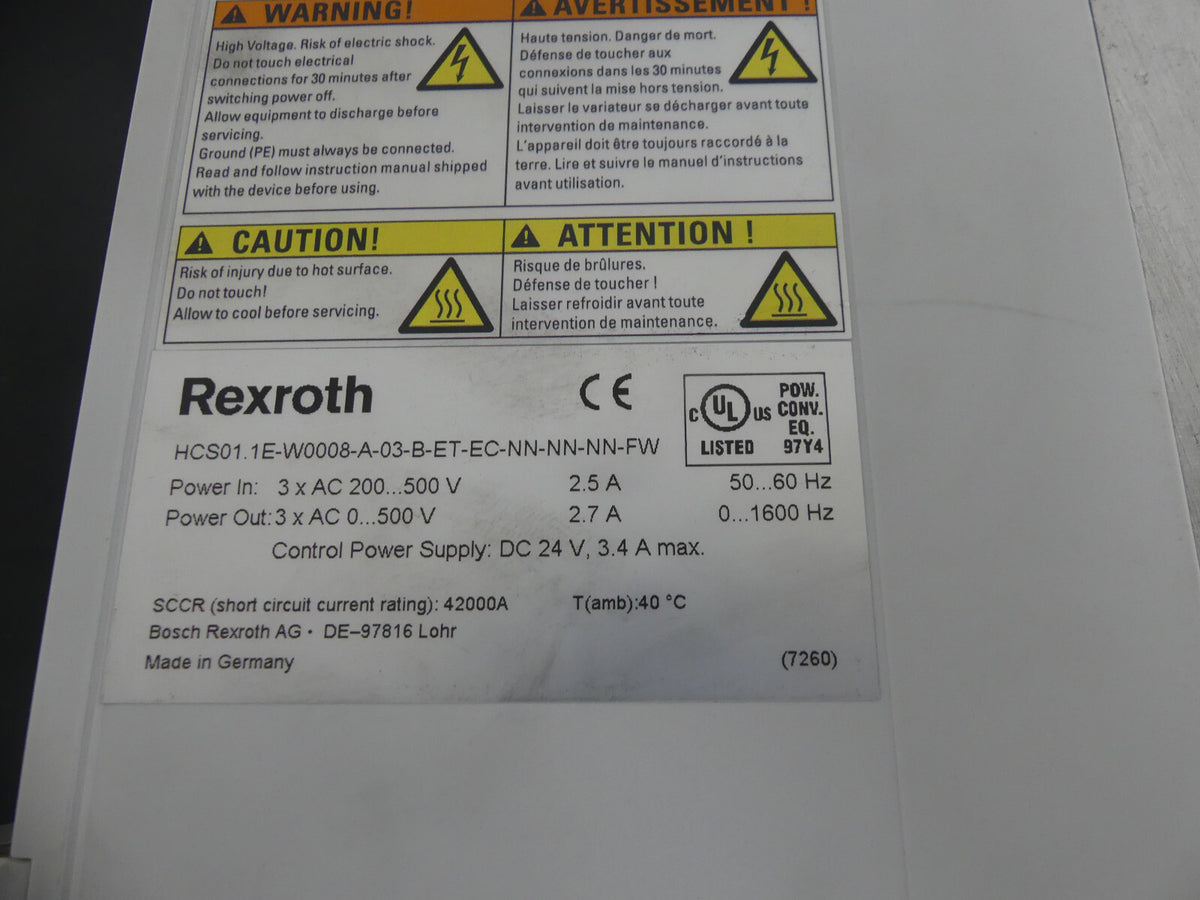 WARNING!
High Voltage. Risk of electric shock.
Do not touch electrical
connections for 30 minutes after
switching power off.
Allow equipment to discharge before
servicing.
Ground (PE) must always be connected.
Read and follow instruction manual shipped
with the device before using.
AVERTISSEMENT !
Haute tension. Danger de mort.
Défense de toucher aux
connexions dans les 30 minutes
qui suivent la mise hors tension.
Laisser le variateur se décharger avant toute
intervention de maintenance.
L'appareil doit être toujours raccordé à la
terre. Lire et suivre le manuel d'instructions
avant utilisation.
CAUTION!
Risk of injury due to hot surface.
Do not touch!
Allow to cool before servicing.
ATTENTION !
Risque de brûlures.
Défense de toucher !
Laisser refroidir avant toute
intervention de maintenance.
Rexroth
CE
C UL US
LISTED
POW.
CONV.
EQ.
97Y4
HCS01.1E-W0008-A-03-B-ET-EC-NN-NN-NN-FW
Power In: 3 x AC 200...500 V 2.5 A 50...60 Hz
Power Out: 3 x AC 0...500 V 2.7 A 0...1600 Hz
Control Power Supply: DC 24 V, 3.4 A max.
SCCR (short circuit current rating): 42000A T(amb):40 °C
Bosch Rexroth AG · DE–97816 Lohr
Made in Germany (7260)